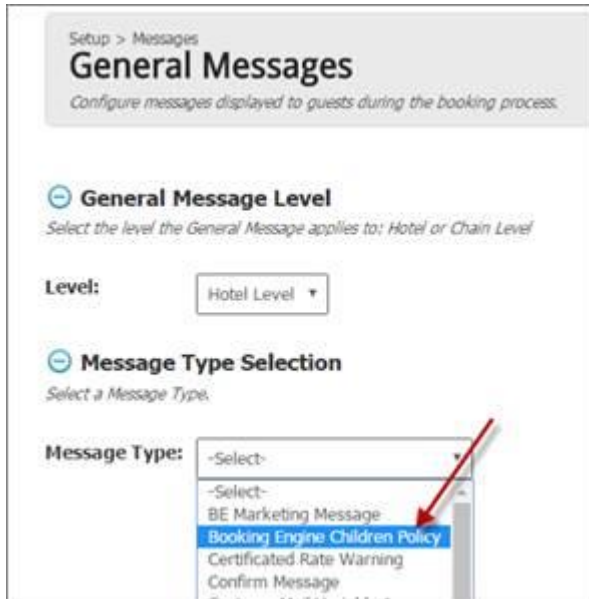 Setup > Messages
General Messages
Configure messages displayed to guests during the booking process.
General Message Level
Select the level the General Message applies to: Hotel or Chain Level
Level:
Hotel Level
Message Type Selection
Select a Message Type.
Message Type:
-Select-
-Select-
BE Marketing Message
Booking Engine Children Policy
Certificated Rate Warning
Confirm Message